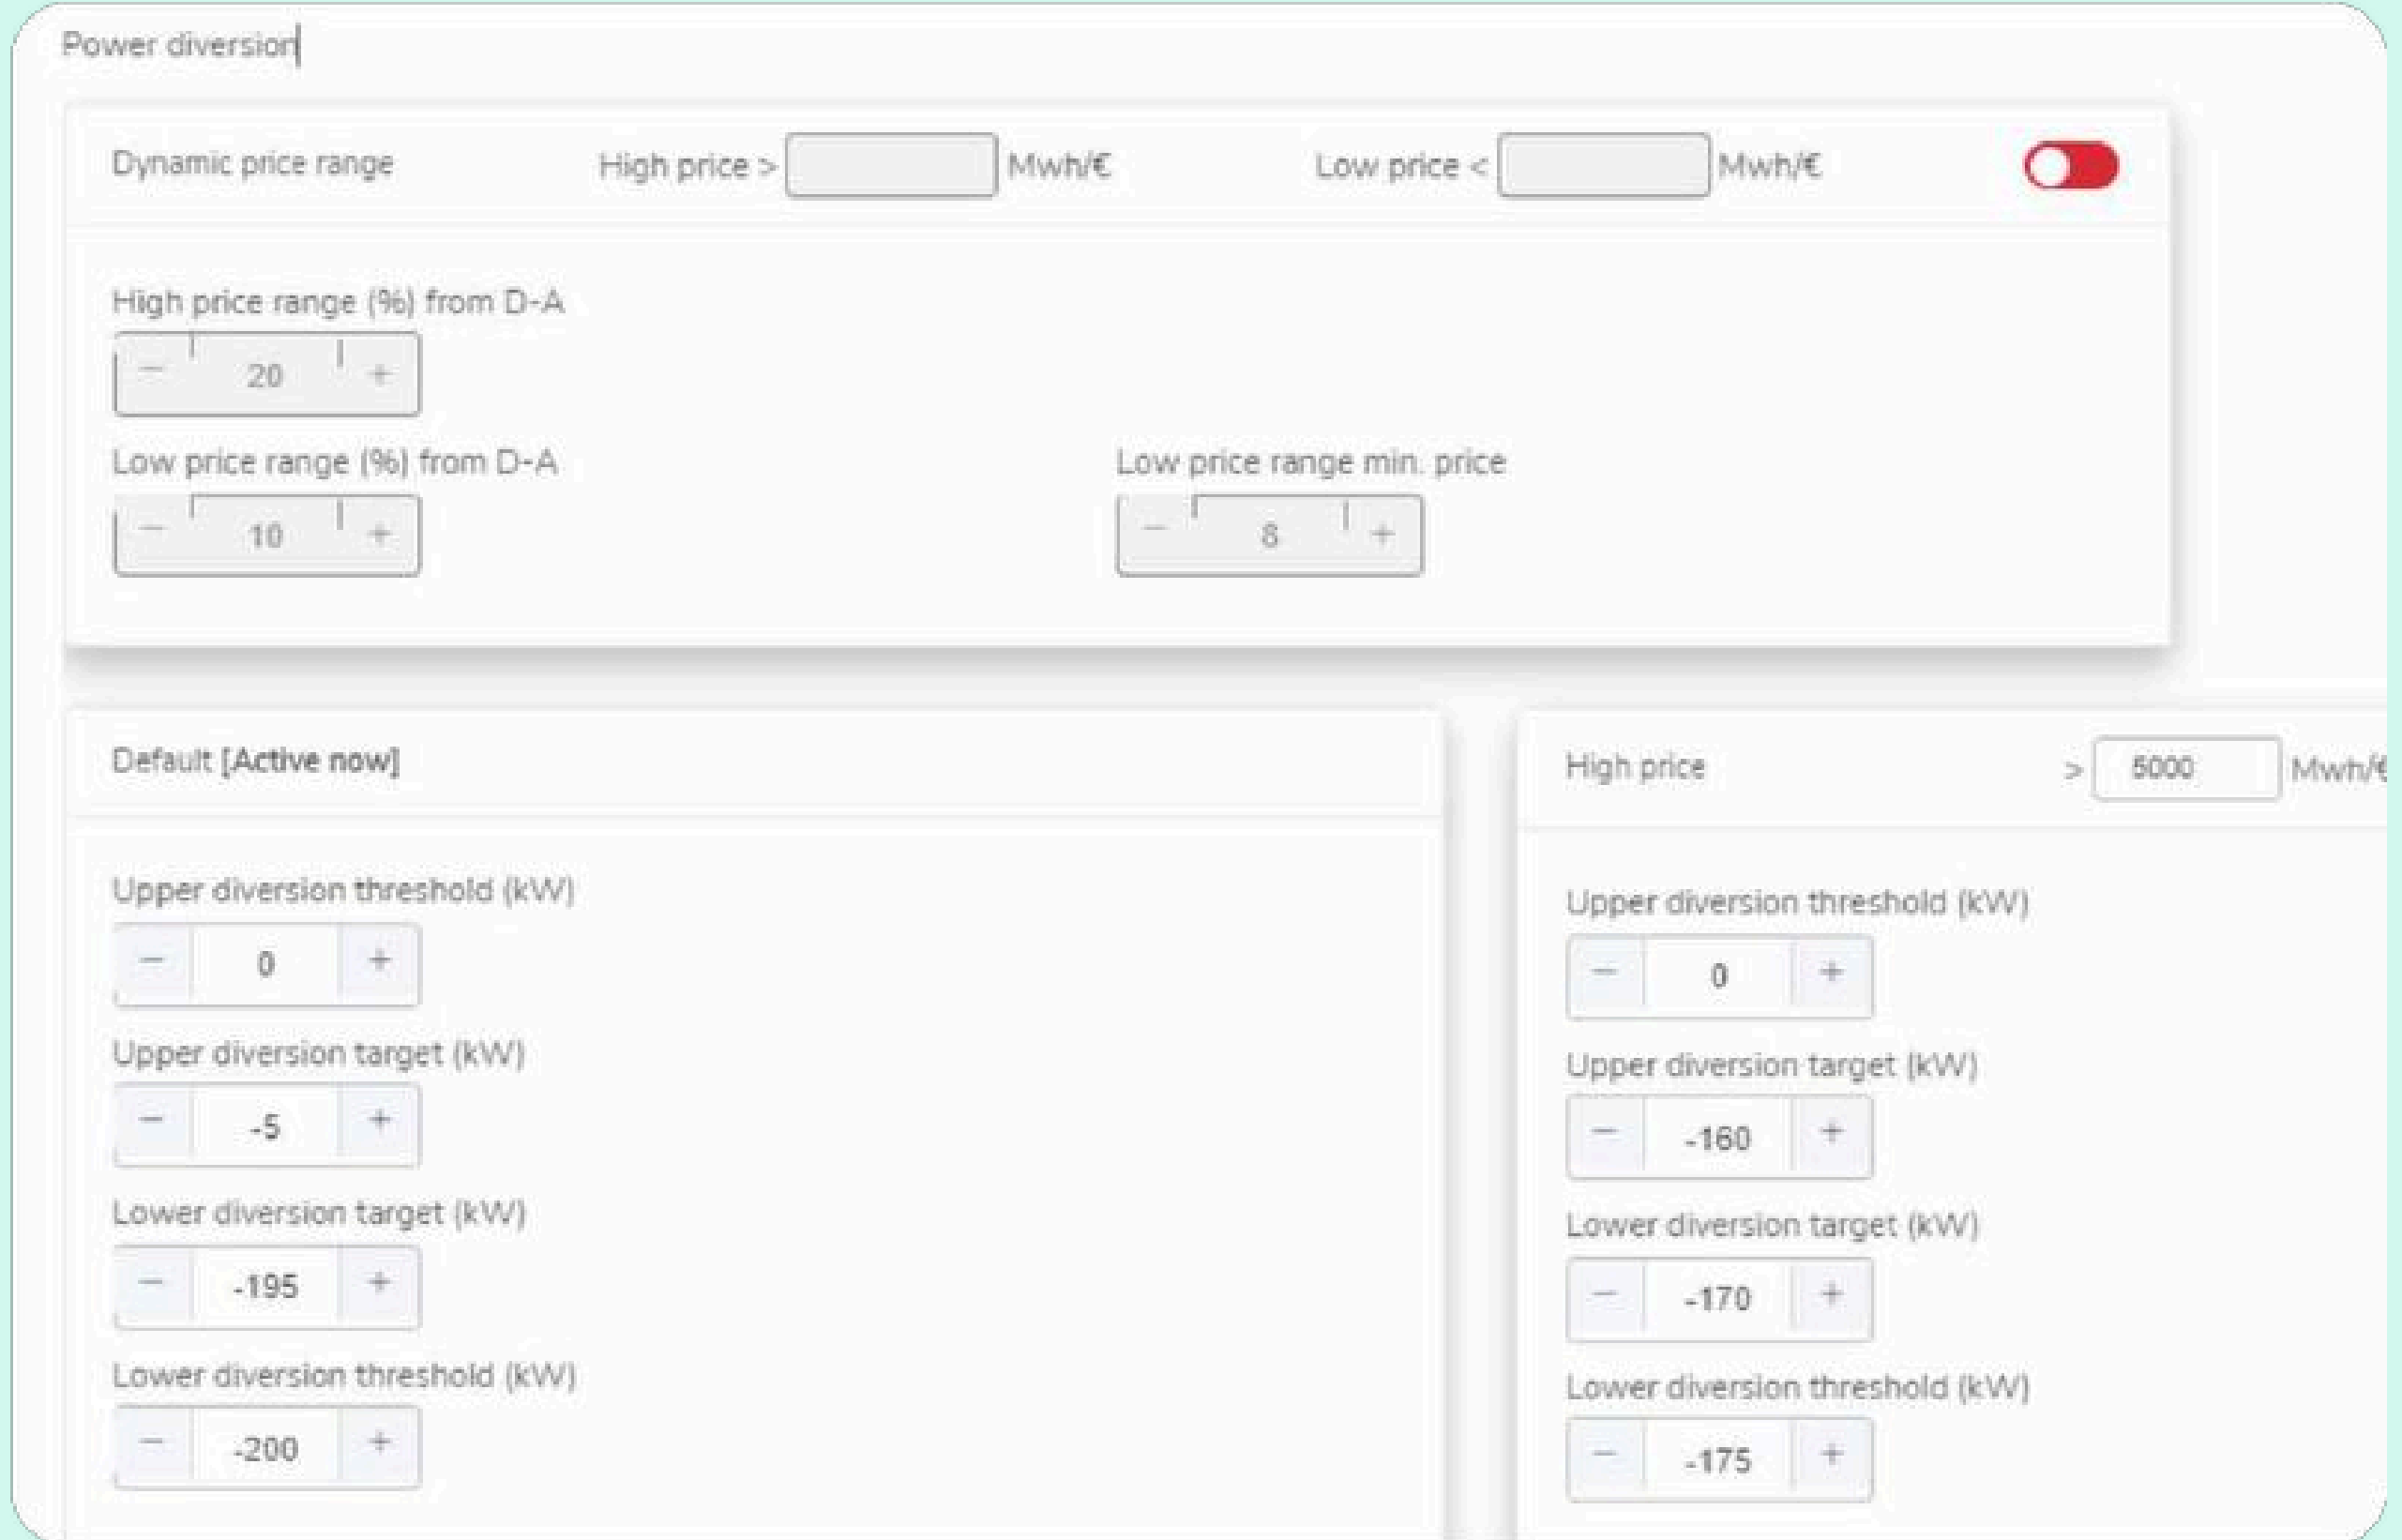 Power diversion
Dynamic price range High price > Mwh/€ Low price < Mwh/€
High price range (%) from D-A
− 20 +
Low price range (%) from D-A
− 10 +
Low price range min. price
− 8 +
Default [Active now]
Upper diversion threshold (kW)
− 0 +
Upper diversion target (kW)
− -5 +
Lower diversion target (kW)
− -195 +
Lower diversion threshold (kW)
− -200 +
High price > 5000 Mwh/€
Upper diversion threshold (kW)
− 0 +
Upper diversion target (kW)
− -160 +
Lower diversion target (kW)
− -170 +
Lower diversion threshold (kW)
− -175 +